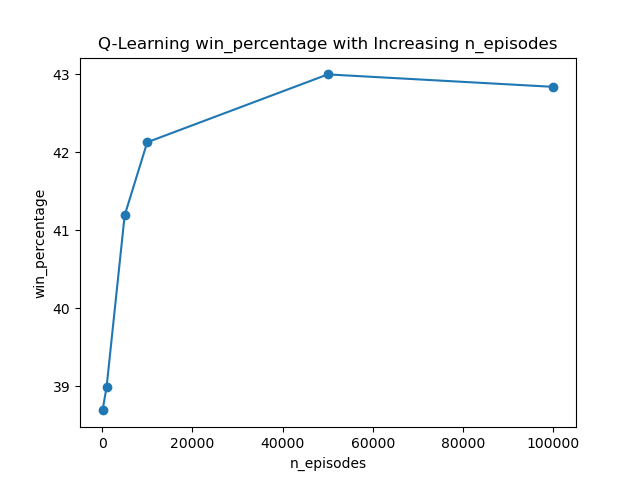 Q-Learning win_percentage with Increasing n_episodes
43
42
41
40
39
win_percentage
0 20000 40000 60000 80000 100000
n_episodes